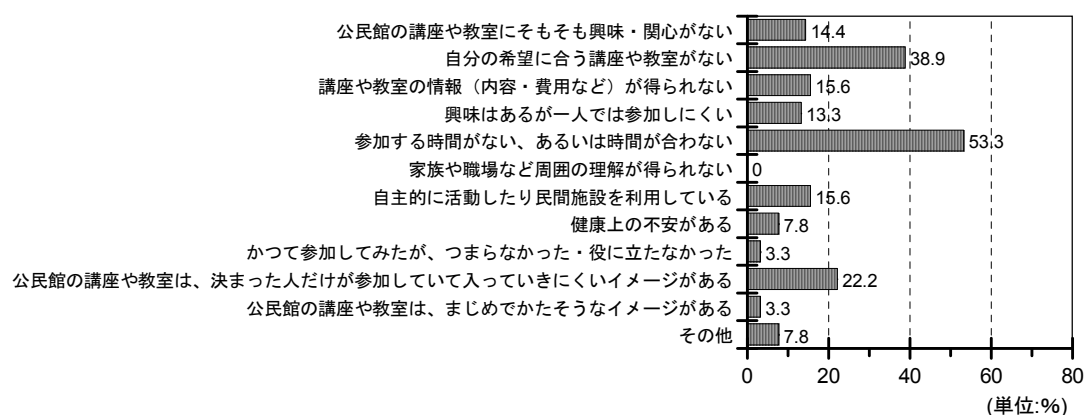 公民館の講座や教室にそもそも興味・関心がない 14.4
自分の希望に合う講座や教室がない 38.9
講座や教室の情報（内容・費用など）が得られない 15.6
興味はあるが一人では参加しにくい 13.3
参加する時間がない、あるいは時間が合わない 53.3
家族や職場など周囲の理解が得られない 0
自主的に活動したり民間施設を利用している 15.6
健康上の不安がある 7.8
かつて参加してみたが、つまらなかった・役に立たなかった 3.3
公民館の講座や教室は、決まった人だけが参加していて入っていきにくいイメージがある 22.2
公民館の講座や教室は、まじめでかたそうなイメージがある 3.3
その他 7.8
0 20 40 60 80
(単位:%)